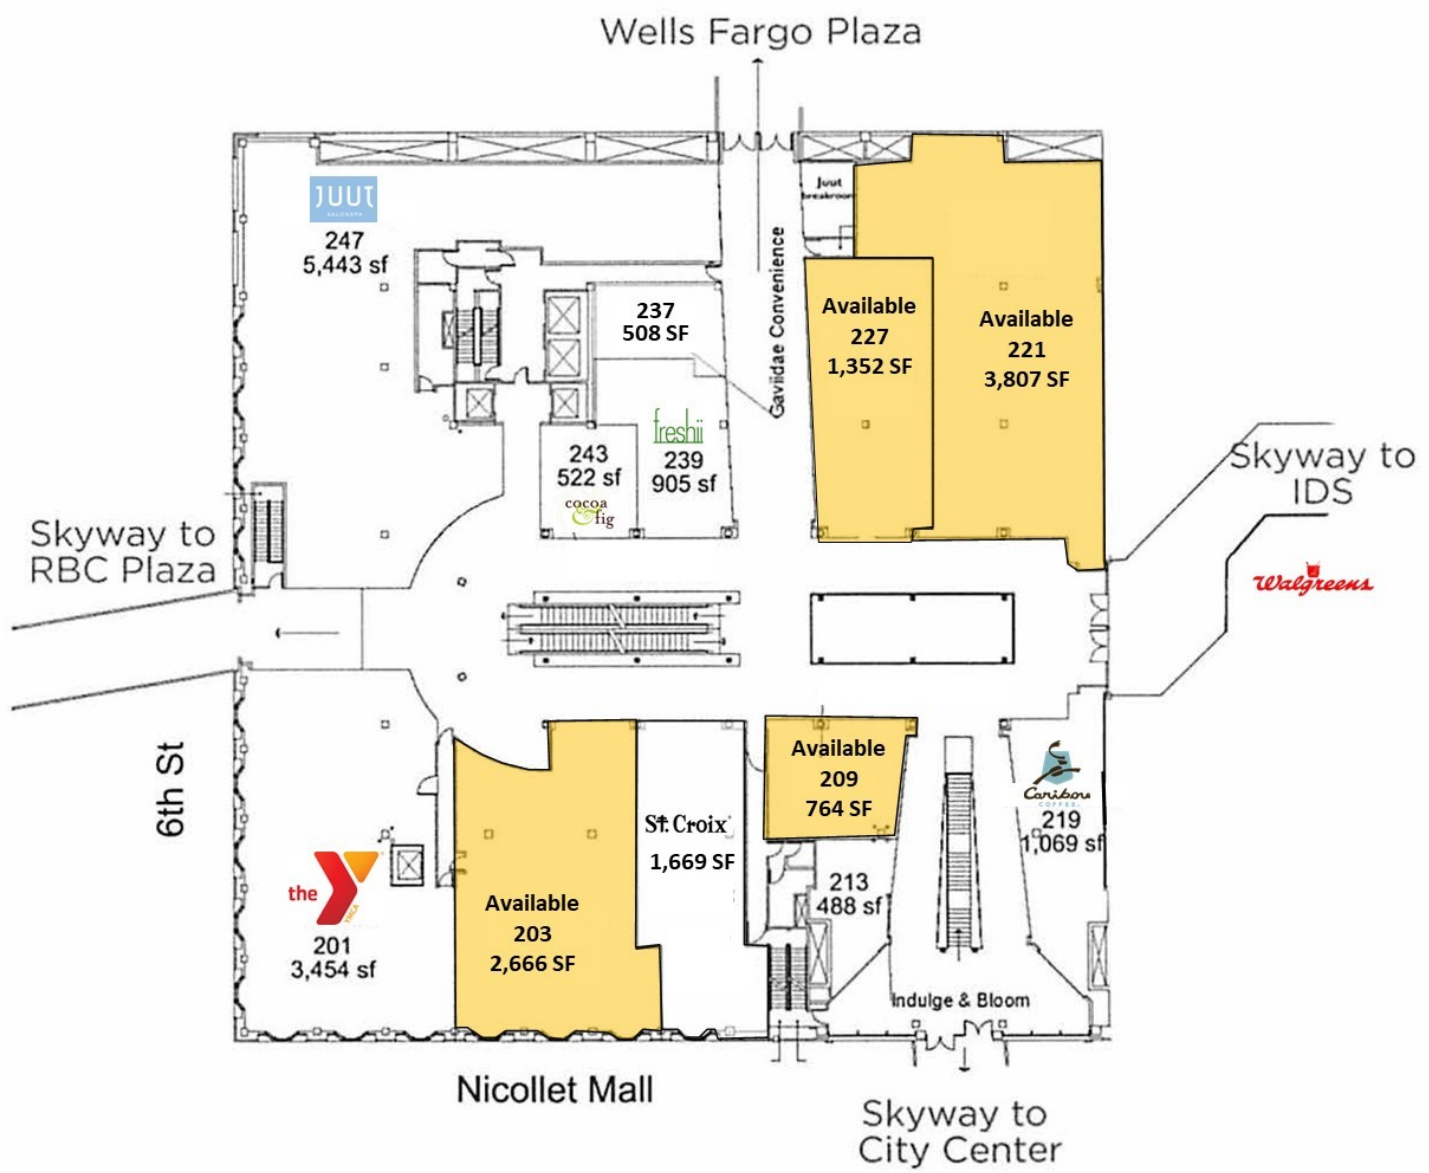 Wells Fargo Plaza
JUUT
SALONSPA
247
5,443 sf
Juut
breakroom
Gaviidae Convenience
237
508 SF
Available
227
1,352 SF
Available
221
3,807 SF
freshii
239
905 sf
243
522 sf
cocoa
& fig
Skyway to
IDS
Skyway to
RBC Plaza
Walgreens
6th St
the Y
YMCA
201
3,454 sf
Available
203
2,666 SF
St. Croix
1,669 SF
Available
209
764 SF
213
488 sf
Caribou
COFFEE
219
1,069 sf
Indulge & Bloom
Nicollet Mall
Skyway to
City Center